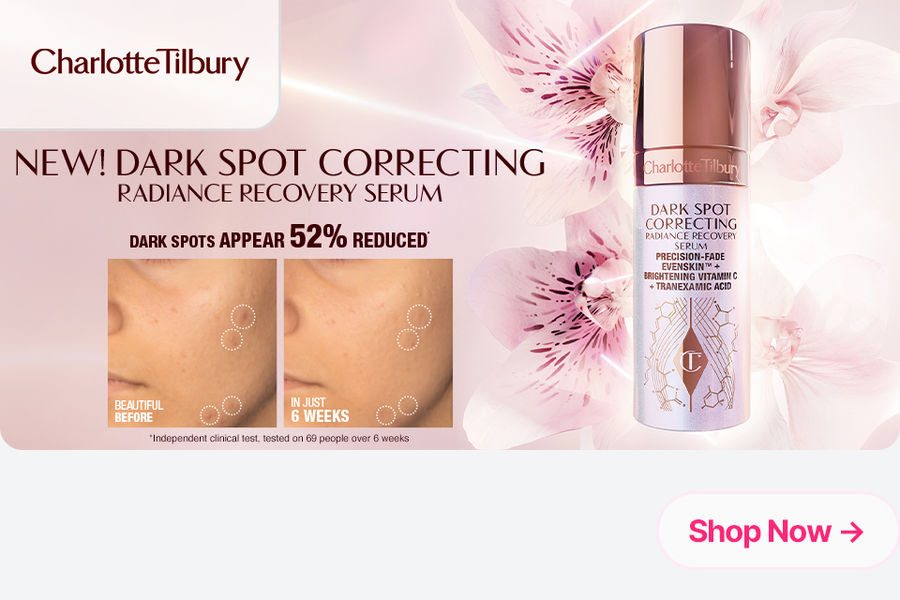 CharlotteTilbury
NEW! DARK SPOT CORRECTING
RADIANCE RECOVERY SERUM
DARK SPOTS APPEAR 52% REDUCED*
BEAUTIFUL
BEFORE
IN JUST
6 WEEKS
*Independent clinical test, tested on 69 people over 6 weeks
CharlotteTilbury
DARK SPOT
CORRECTING
RADIANCE RECOVERY
SERUM
PRECISION-FADE
EVENSKIN™ +
BRIGHTENING VITAMIN C
+ TRANEXAMIC ACID
CT
Shop Now →